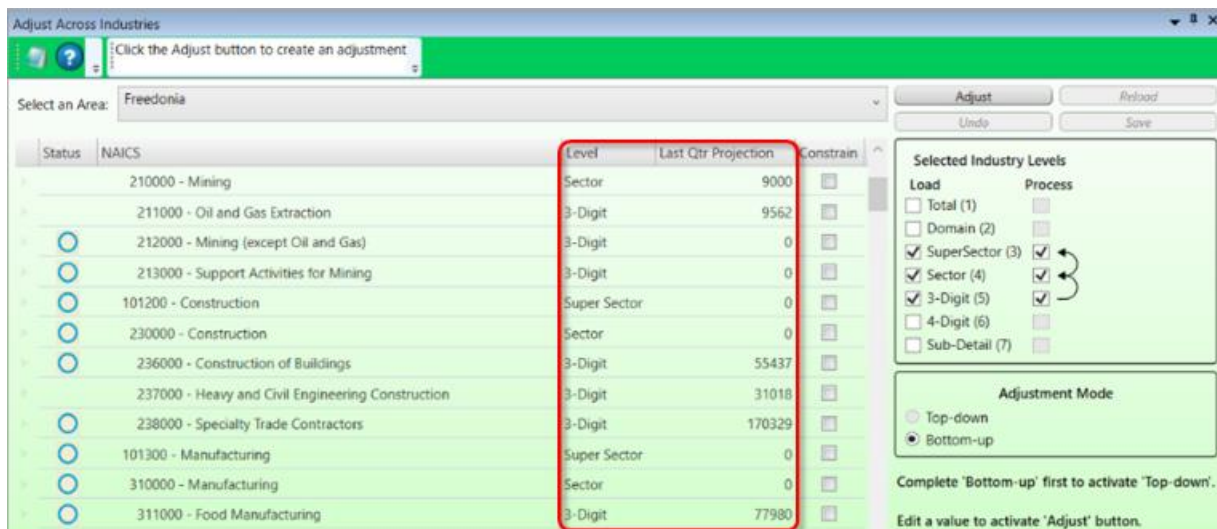 Adjust Across Industries
Click the Adjust button to create an adjustment
Select an Area: Freedonia
Adjust Reload
Undo Save
Status NAICS Level Last Qtr Projection Constrain
210000 - Mining Sector 9000
211000 - Oil and Gas Extraction 3-Digit 9562
212000 - Mining (except Oil and Gas) 3-Digit 0
213000 - Support Activities for Mining 3-Digit 0
101200 - Construction Super Sector 0
230000 - Construction Sector 0
236000 - Construction of Buildings 3-Digit 55437
237000 - Heavy and Civil Engineering Construction 3-Digit 31018
238000 - Specialty Trade Contractors 3-Digit 170329
101300 - Manufacturing Super Sector 0
310000 - Manufacturing Sector 0
311000 - Food Manufacturing 3-Digit 77980
Selected Industry Levels
Load Process
Total (1)
Domain (2)
SuperSector (3)
Sector (4)
3-Digit (5)
4-Digit (6)
Sub-Detail (7)
Adjustment Mode
Top-down
Bottom-up
Complete 'Bottom-up' first to activate 'Top-down'.
Edit a value to activate 'Adjust' button.